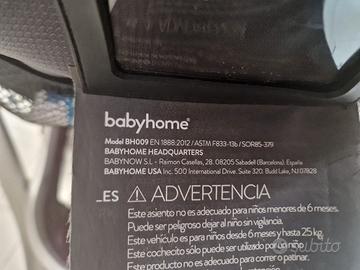 babyhome®
Model BH009 EN 1888:2012 / ASTM F833-13b / SOR85-379
BABYHOME HEADQUARTERS
BABYNOW S.L - Raimon Casellas, 28. 08205 Sabadell (Barcelona), España
BABYHOME USA Inc. 500 International Drive, Suite 320. Budd Lake, NJ 07828
_ES ADVERTENCIA
Este asiento no es adecuado para niños menores de 6 meses.
Puede ser peligroso dejar al niño sin vigilancia.
Este vehículo es para niños desde 6 meses y hasta 25 kg
Este cochecito sólo puede ser utilizado por un niño.
Este producto no es adecuado para correr o patinar.
subito